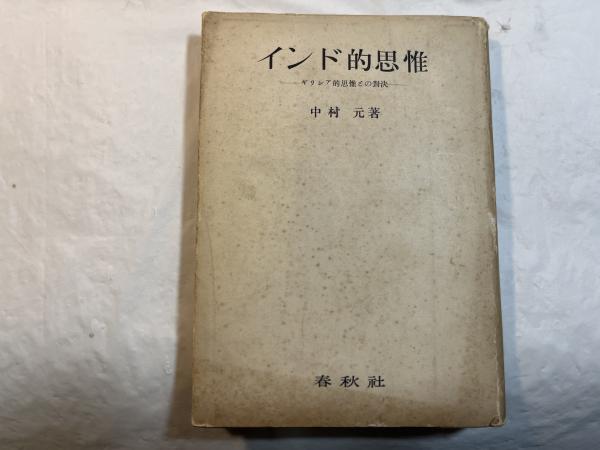 インド的思惟
―ギリシア的思惟との對決―
中村 元著
春秋社